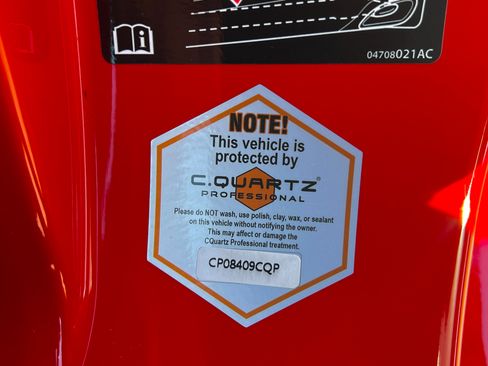 04708021AC
NOTE!
This vehicle is
protected by
C.QUARTZ®
PROFESSIONAL
Please do NOT wash, use polish, clay, wax, or sealant
on this vehicle without notifying the owner.
This may affect or damage the
CQuartz Professional treatment.
CP08409CQP